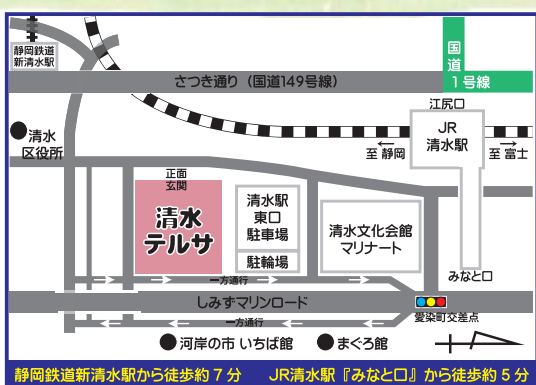 静岡鉄道
新清水駅
国道
1号線
さつき通り（国道149号線）
江尻口
JR
清水駅
至 静岡
至 富士
清水
区役所
正面
玄関
清水
テルサ
清水駅
東口
駐車場
駐輪場
清水文化会館
マリナート
みなと口
一方通行
しみずマリンロード
一方通行
愛染町交差点
河岸の市 いちば館
まぐろ館
静岡鉄道新清水駅から徒歩約7分
JR清水駅『みなと口』から徒歩約5分